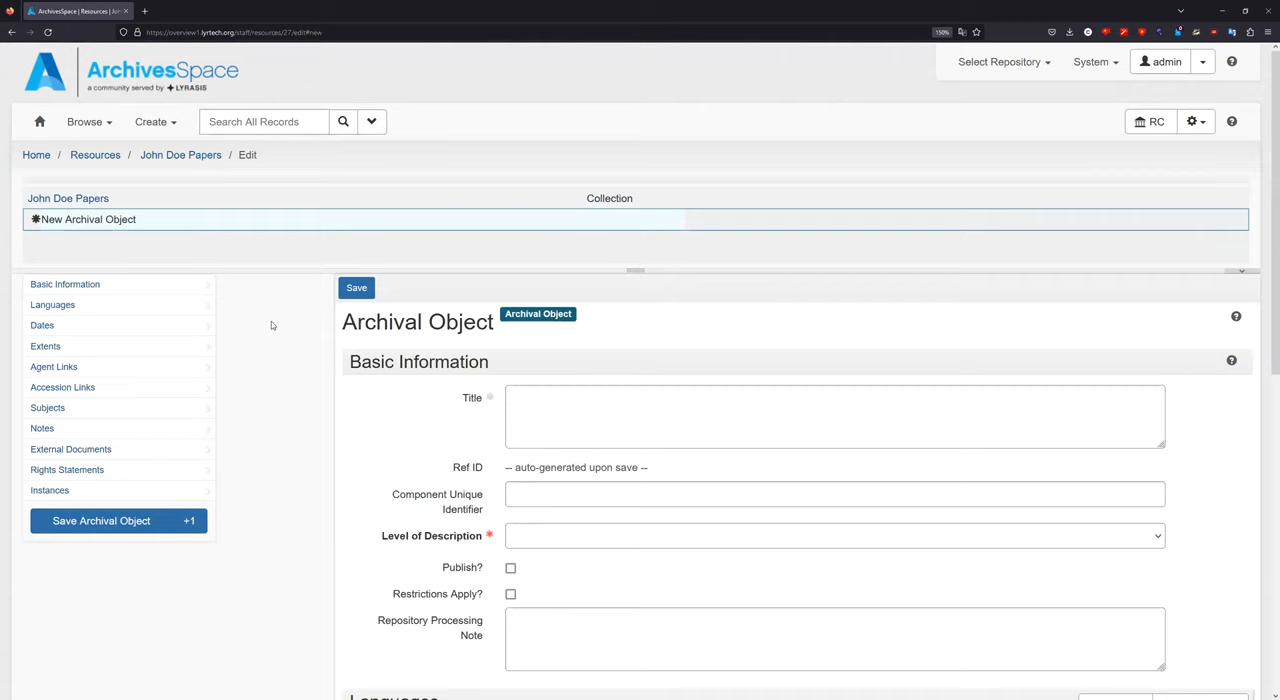 ArchivesSpace | Resources | Joh
https://overview1.lyrtech.org/staff/resources/27/edit#new
150%
ArchivesSpace
a community served by LYRASIS
Select Repository
System
admin
Browse
Create
Search All Records
RC
Home / Resources / John Doe Papers / Edit
John Doe Papers Collection
New Archival Object
Basic Information
Languages
Dates
Extents
Agent Links
Accession Links
Subjects
Notes
External Documents
Rights Statements
Instances
Save Archival Object +1
Save
Archival Object Archival Object
Basic Information
Title
Ref ID -- auto-generated upon save --
Component Unique
Identifier
Level of Description *
Publish?
Restrictions Apply?
Repository Processing
Note
Languages